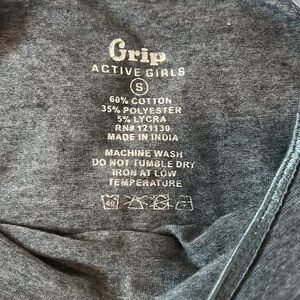 Grip
ACTIVE GIRLS
S
60% COTTON
35% POLYESTER
5% LYCRA
RN# 121130
MADE IN INDIA
MACHINE WASH
DO NOT TUMBLE DRY
IRON AT LOW
TEMPERATURE